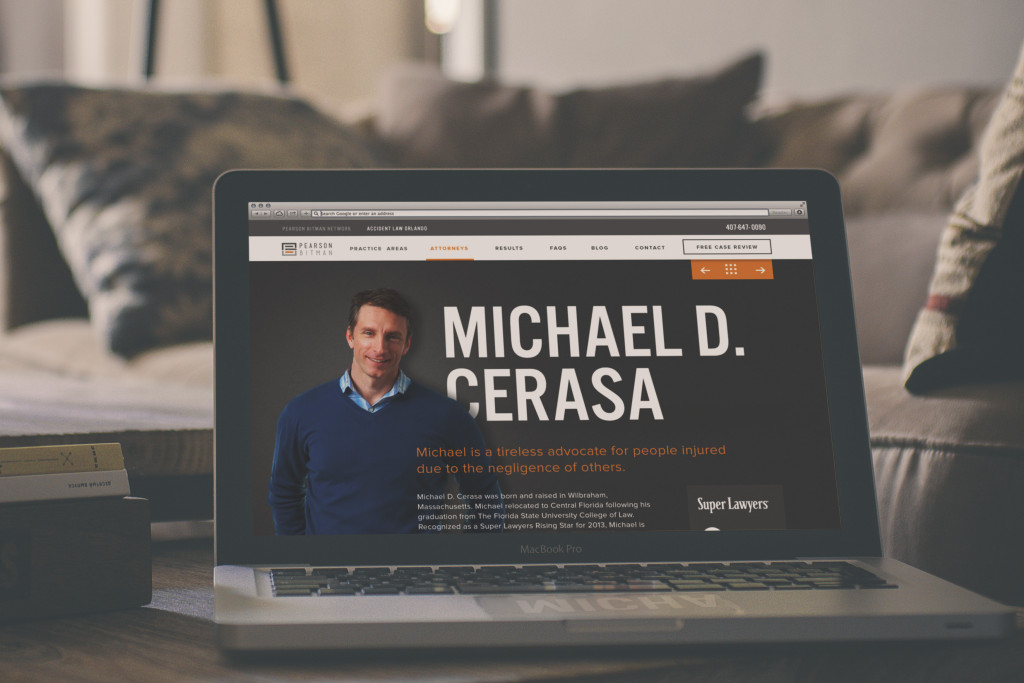 Search Google or enter an address
PEARSON BITMAN NETWORK ACCIDENT LAW ORLANDO 407-647-0090
PEARSON
BITMAN
PRACTICE AREAS ATTORNEYS RESULTS FAQS BLOG CONTACT FREE CASE REVIEW
MICHAEL D.
CERASA
Michael is a tireless advocate for people injured
due to the negligence of others.
Michael D. Cerasa was born and raised in Wilbraham,
Massachusetts. Michael relocated to Central Florida following his
graduation from The Florida State University College of Law.
Recognized as a Super Lawyers Rising Star for 2013, Michael is
Super Lawyers
MacBook Pro
MICHA